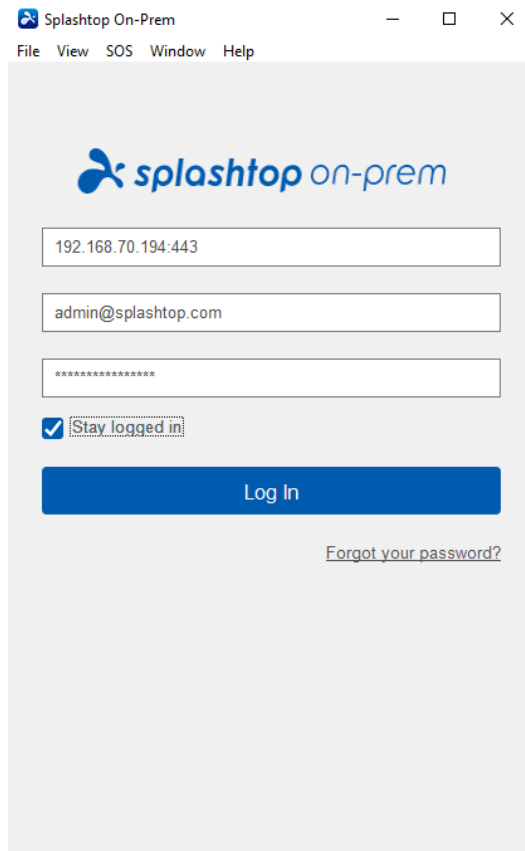 Splashtop On-Prem
File View SOS Window Help
splashtop on-prem
192.168.70.194:443
admin@splashtop.com
****************
Stay logged in
Log In
Forgot your password?